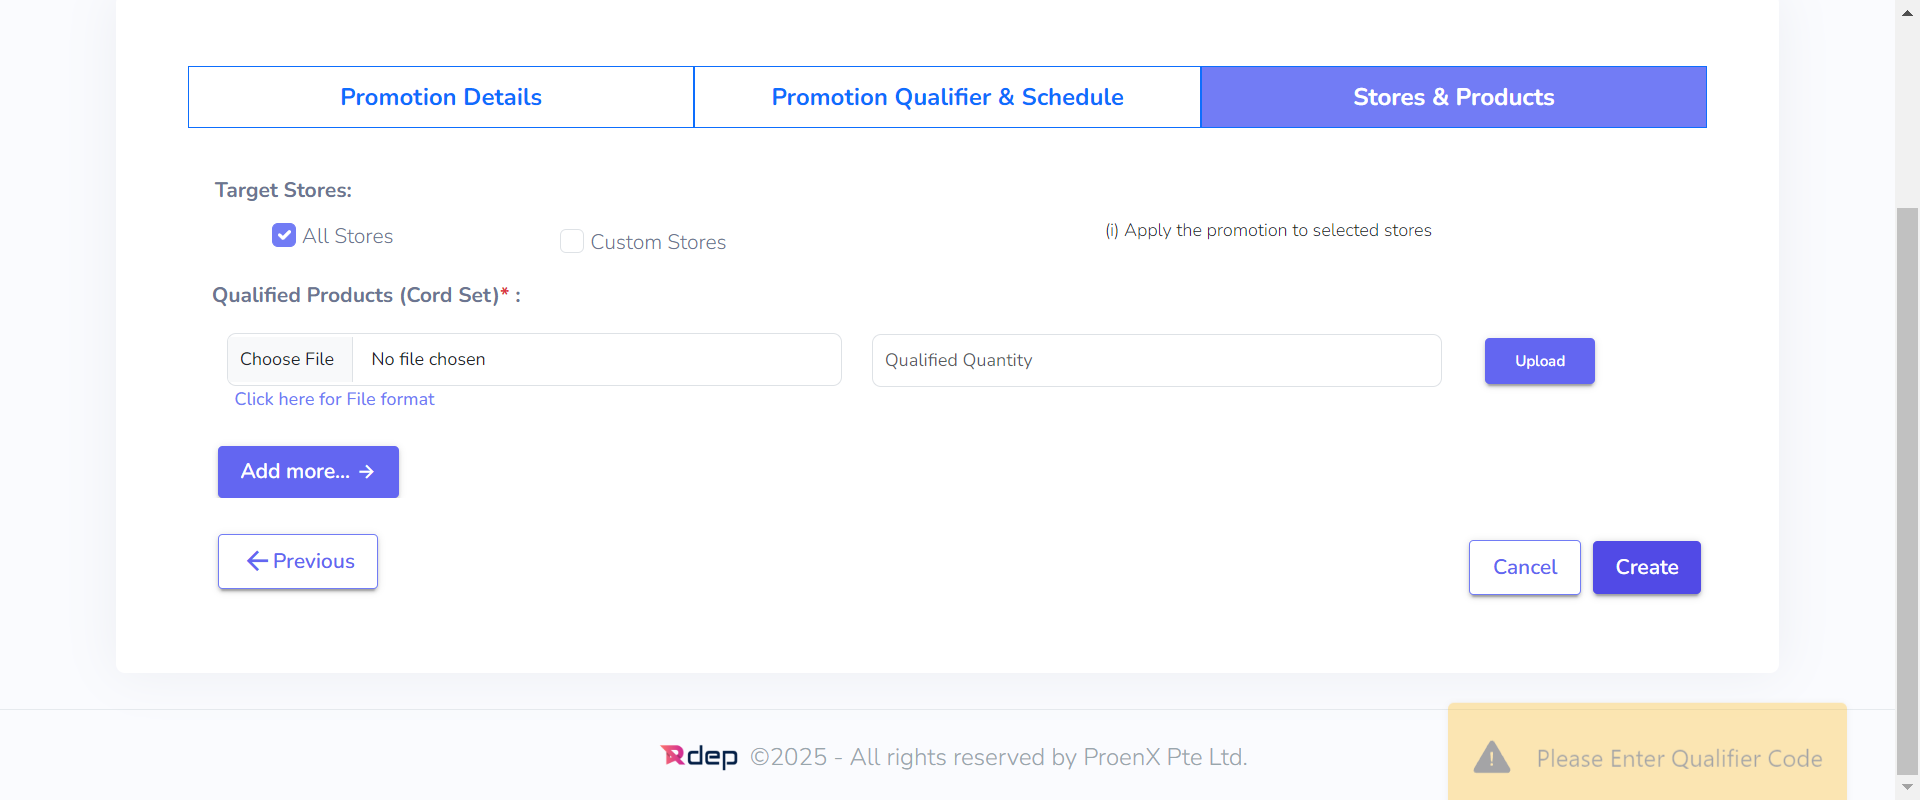 Promotion Details
Promotion Qualifier & Schedule
Stores & Products
Target Stores:
All Stores
Custom Stores
(i) Apply the promotion to selected stores
Qualified Products (Cord Set)* :
Choose File
No file chosen
Qualified Quantity
Upload
Click here for File format
Add more...
Previous
Cancel
Create
Rdep ©2025 - All rights reserved by ProenX Pte Ltd.
Please Enter Qualifier Code